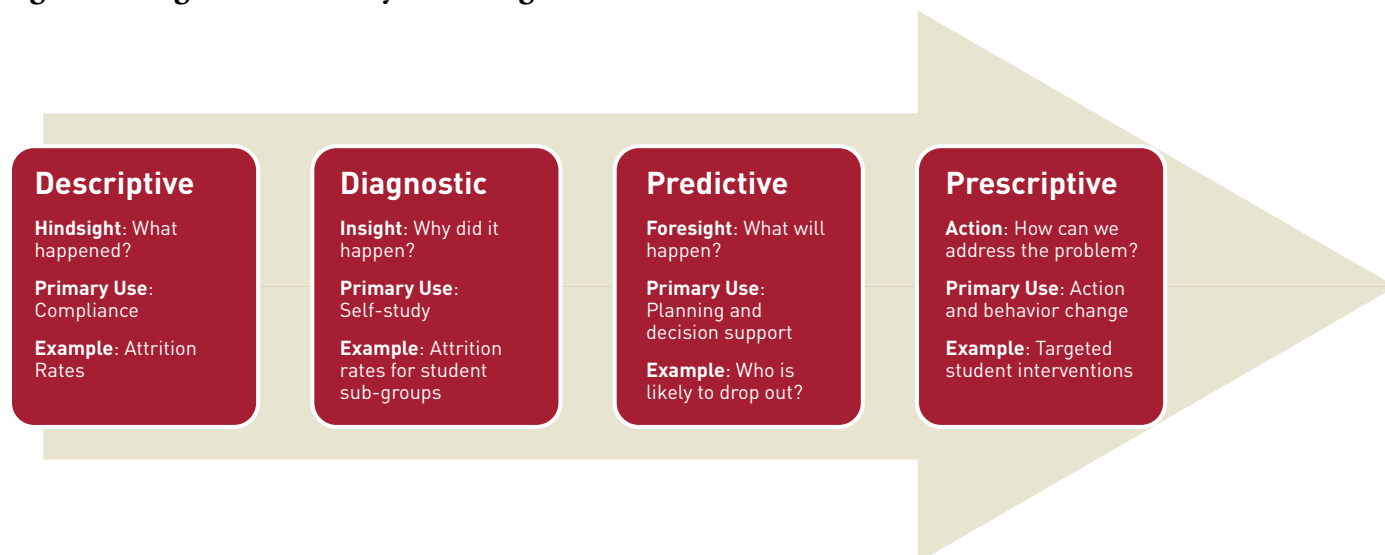 Descriptive
Hindsight: What
happened?
Primary Use:
Compliance
Example: Attrition
Rates
Diagnostic
Insight: Why did it
happen?
Primary Use:
Self-study
Example: Attrition
rates for student
sub-groups
Predictive
Foresight: What will
happen?
Primary Use:
Planning and
decision support
Example: Who is
likely to drop out?
Prescriptive
Action: How can we
address the problem?
Primary Use: Action
and behavior change
Example: Targeted
student interventions